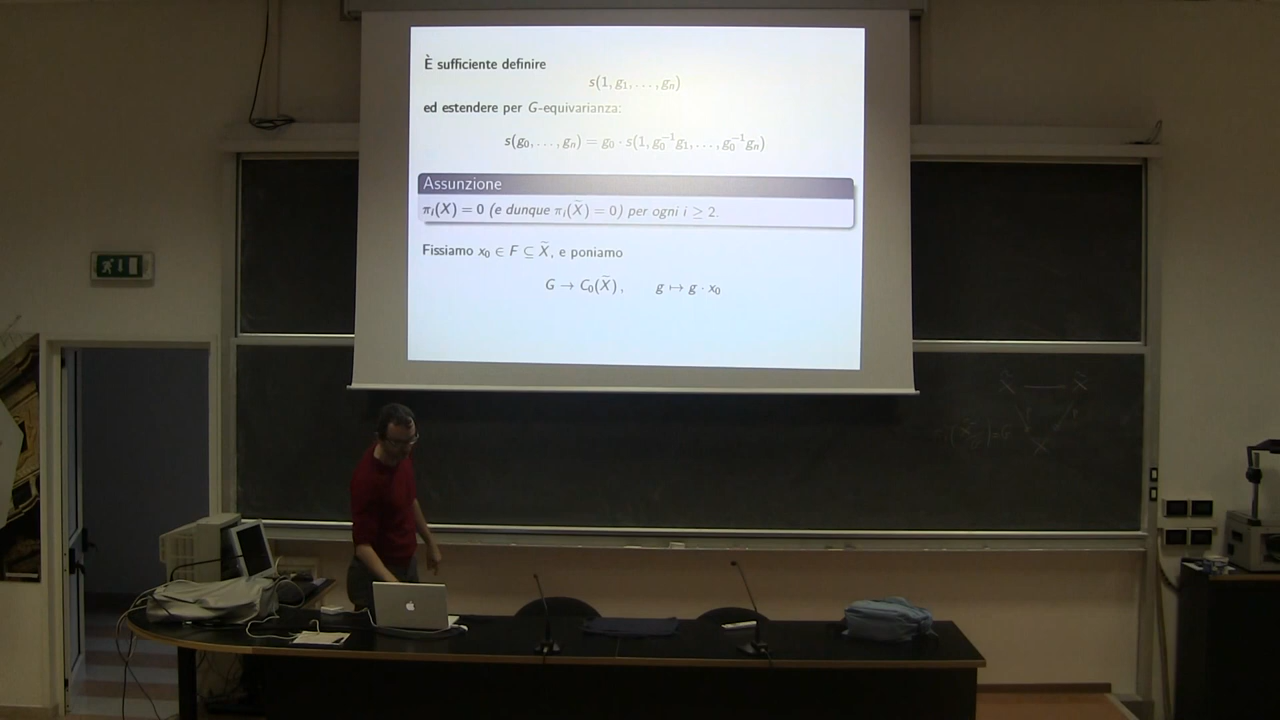 È sufficiente definire
s(1, g₁, . . . , gₙ)
ed estendere per G-equivarianza:
s(g₀, . . . , gₙ) = g₀ · s(1, g₀⁻¹g₁, . . . , g₀⁻¹gₙ)
Assunzione
πᵢ(X) = 0 (e dunque πᵢ(X̃) = 0) per ogni i ≥ 2.
Fissiamo x₀ ∈ F ⊆ X̃, e poniamo
G → C₀(X̃), g ↦ g · x₀